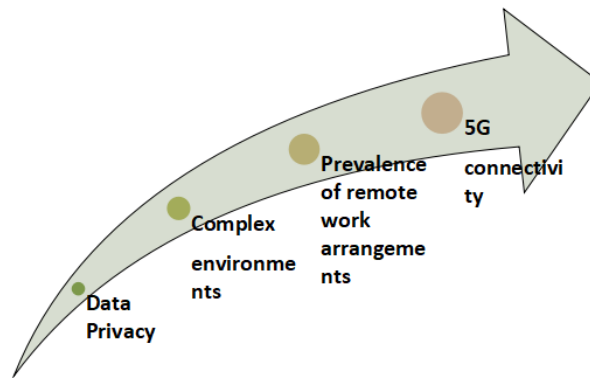 Data
Privacy
Complex
environme
nts
Prevalence
of remote
work
arrangeme
nts
5G
connectivi
ty